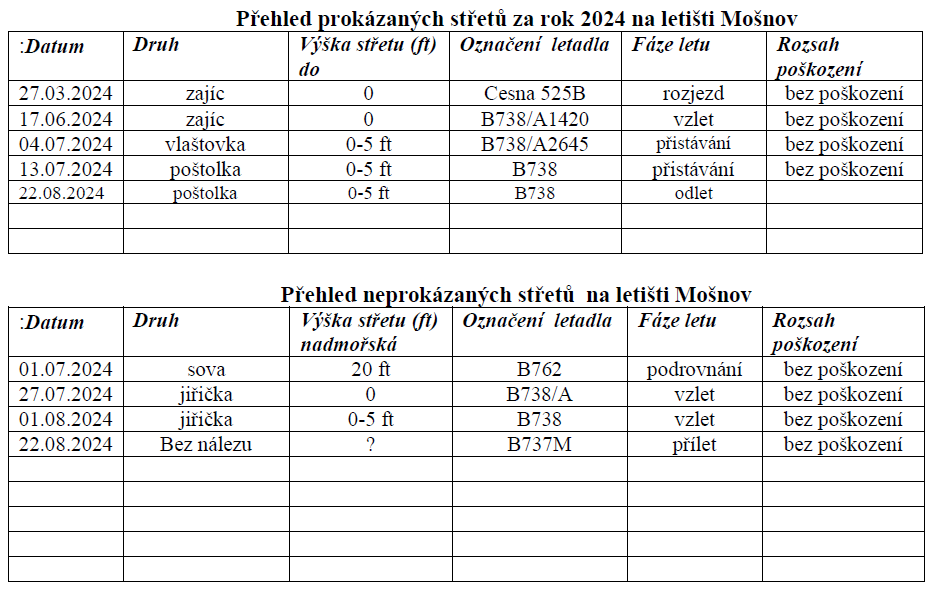 Přehled prokázaných střetů za rok 2024 na letišti Mošnov
:Datum Druh Výška střetu (ft) do Označení letadla Fáze letu Rozsah poškození
27.03.2024 zajíc 0 Cesna 525B rozjezd bez poškození
17.06.2024 zajíc 0 B738/A1420 vzlet bez poškození
04.07.2024 vlaštovka 0-5 ft B738/A2645 přistávání bez poškození
13.07.2024 poštolka 0-5 ft B738 přistávání bez poškození
22.08.2024 poštolka 0-5 ft B738 odlet
Přehled neprokázaných střetů na letišti Mošnov
:Datum Druh Výška střetu (ft) nadmořská Označení letadla Fáze letu Rozsah poškození
01.07.2024 sova 20 ft B762 podrovnání bez poškození
27.07.2024 jiřička 0 B738/A vzlet bez poškození
01.08.2024 jiřička 0-5 ft B738 vzlet bez poškození
22.08.2024 Bez nálezu ? B737M přílet bez poškození